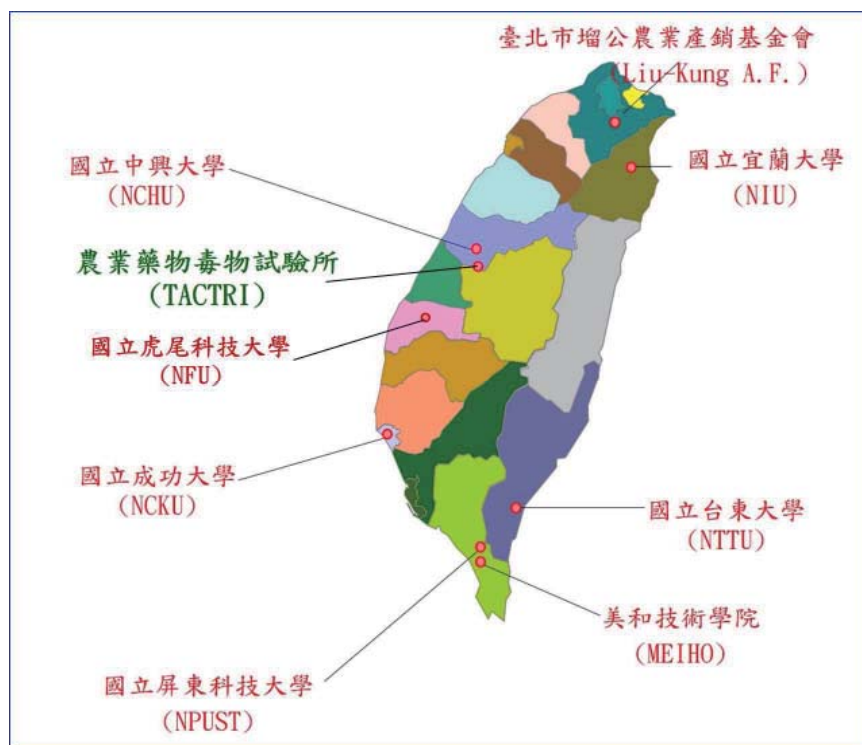 臺北市瑠公農業產銷基金會
(Liu-Kung A.F.)
國立中興大學
(NCHU)
國立宜蘭大學
(NIU)
農業藥物毒物試驗所
(TACTRI)
國立虎尾科技大學
(NFU)
國立成功大學
(NCKU)
國立台東大學
(NTTU)
美和技術學院
(MEIHO)
國立屏東科技大學
(NPUST)